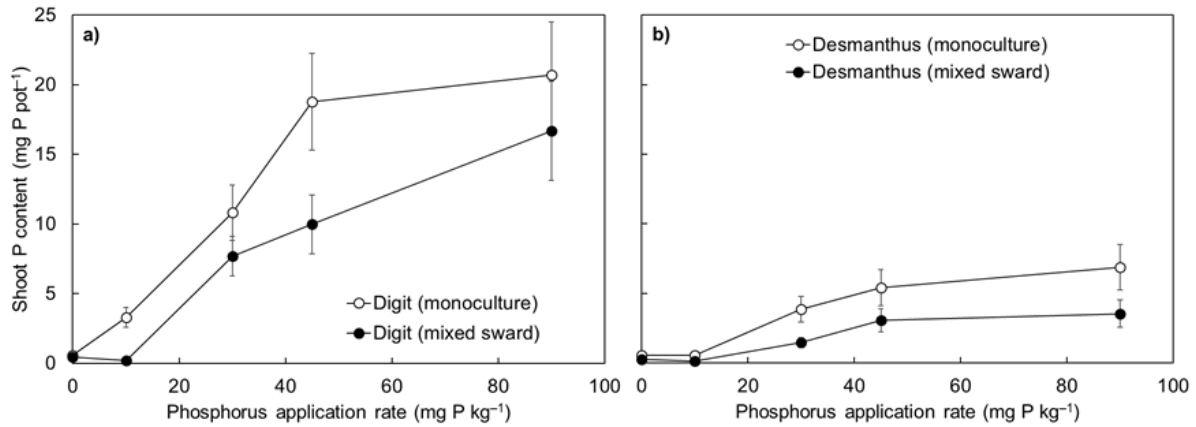 Shoot P content (mg P pot⁻¹)
25
20
15
10
5
0
a)
Digit (monoculture)
Digit (mixed sward)
0 20 40 60 80 100
Phosphorus application rate (mg P kg⁻¹)
b)
Desmanthus (monoculture)
Desmanthus (mixed sward)
0 20 40 60 80 100
Phosphorus application rate (mg P kg⁻¹)